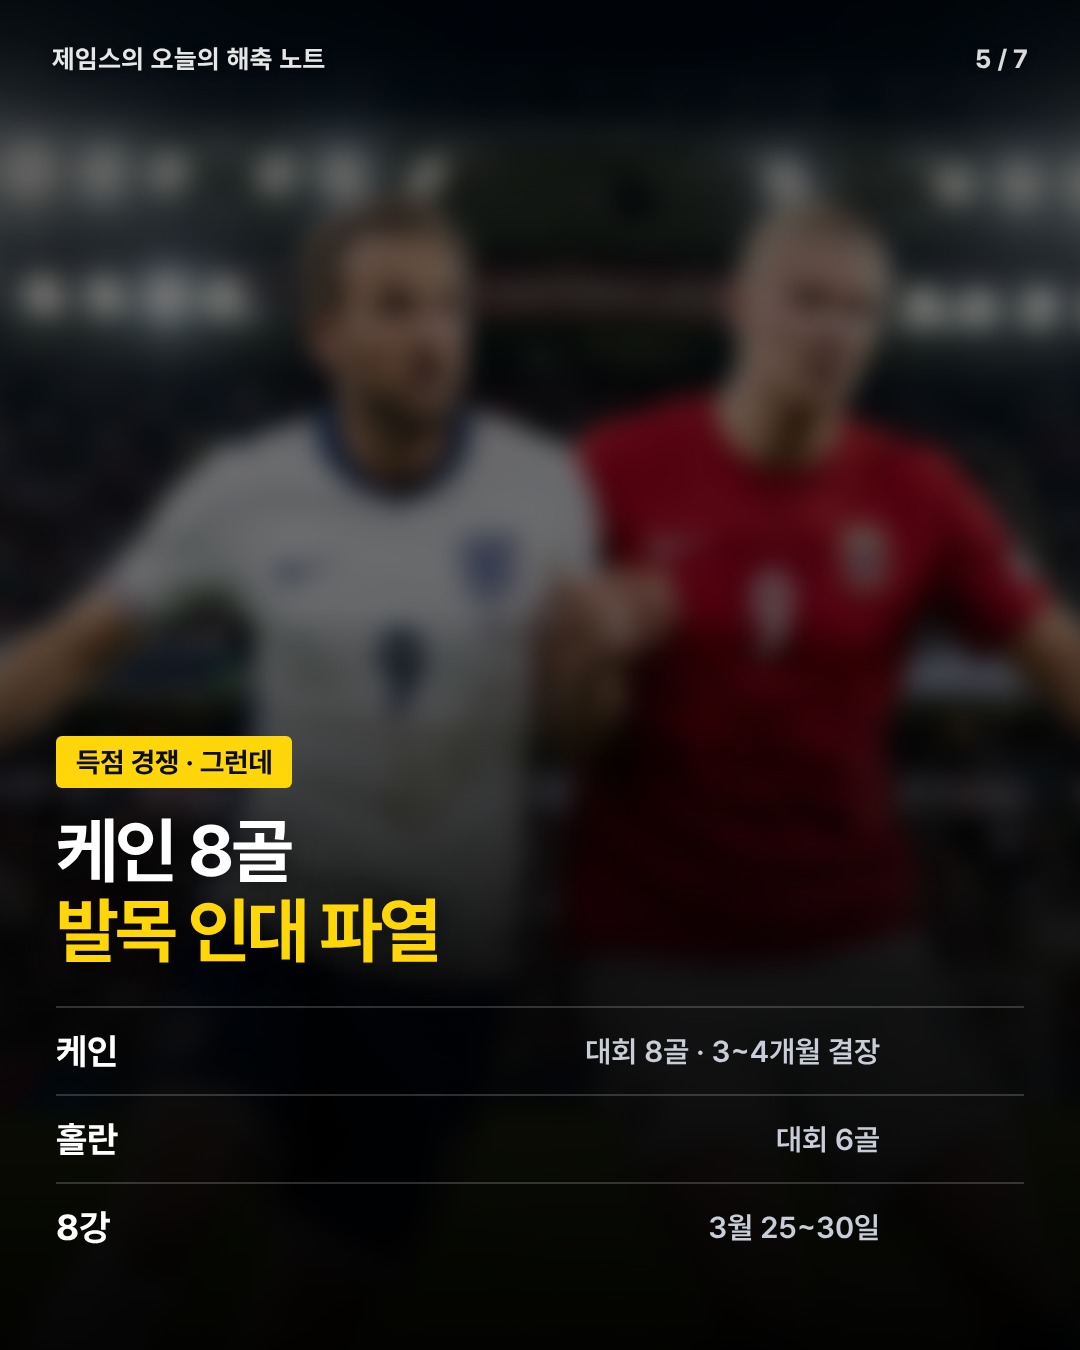 제임스의 오늘의 해축 노트
5 / 7
득점 경쟁 · 그런데
케인 8골
발목 인대 파열
케인 대회 8골 · 3~4개월 결장
홀란 대회 6골
8강 3월 25~30일